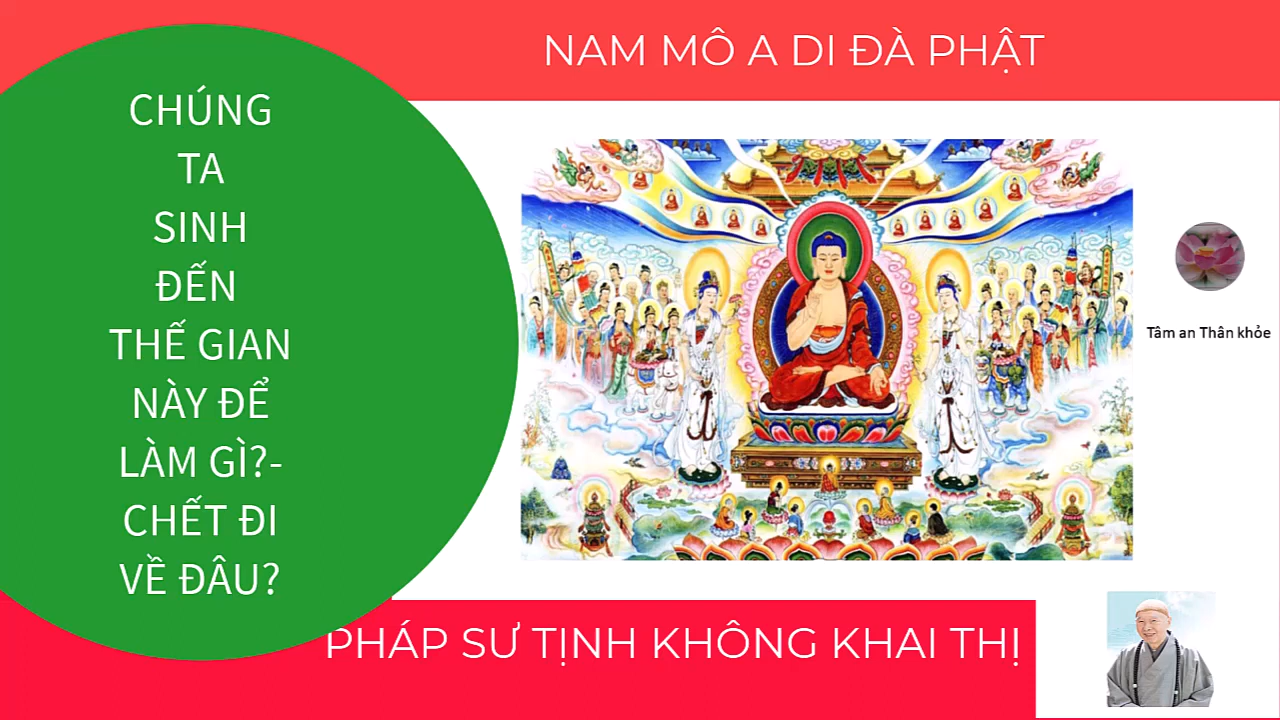 NAM MÔ A DI ĐÀ PHẬT
CHÚNG
TA
SINH
ĐẾN
THẾ GIAN
NÀY ĐỂ
LÀM GÌ?-
CHẾT ĐI
VỀ ĐÂU?
Tâm an Thân khỏe
PHÁP SƯ TỊNH KHÔNG KHAI THỊ